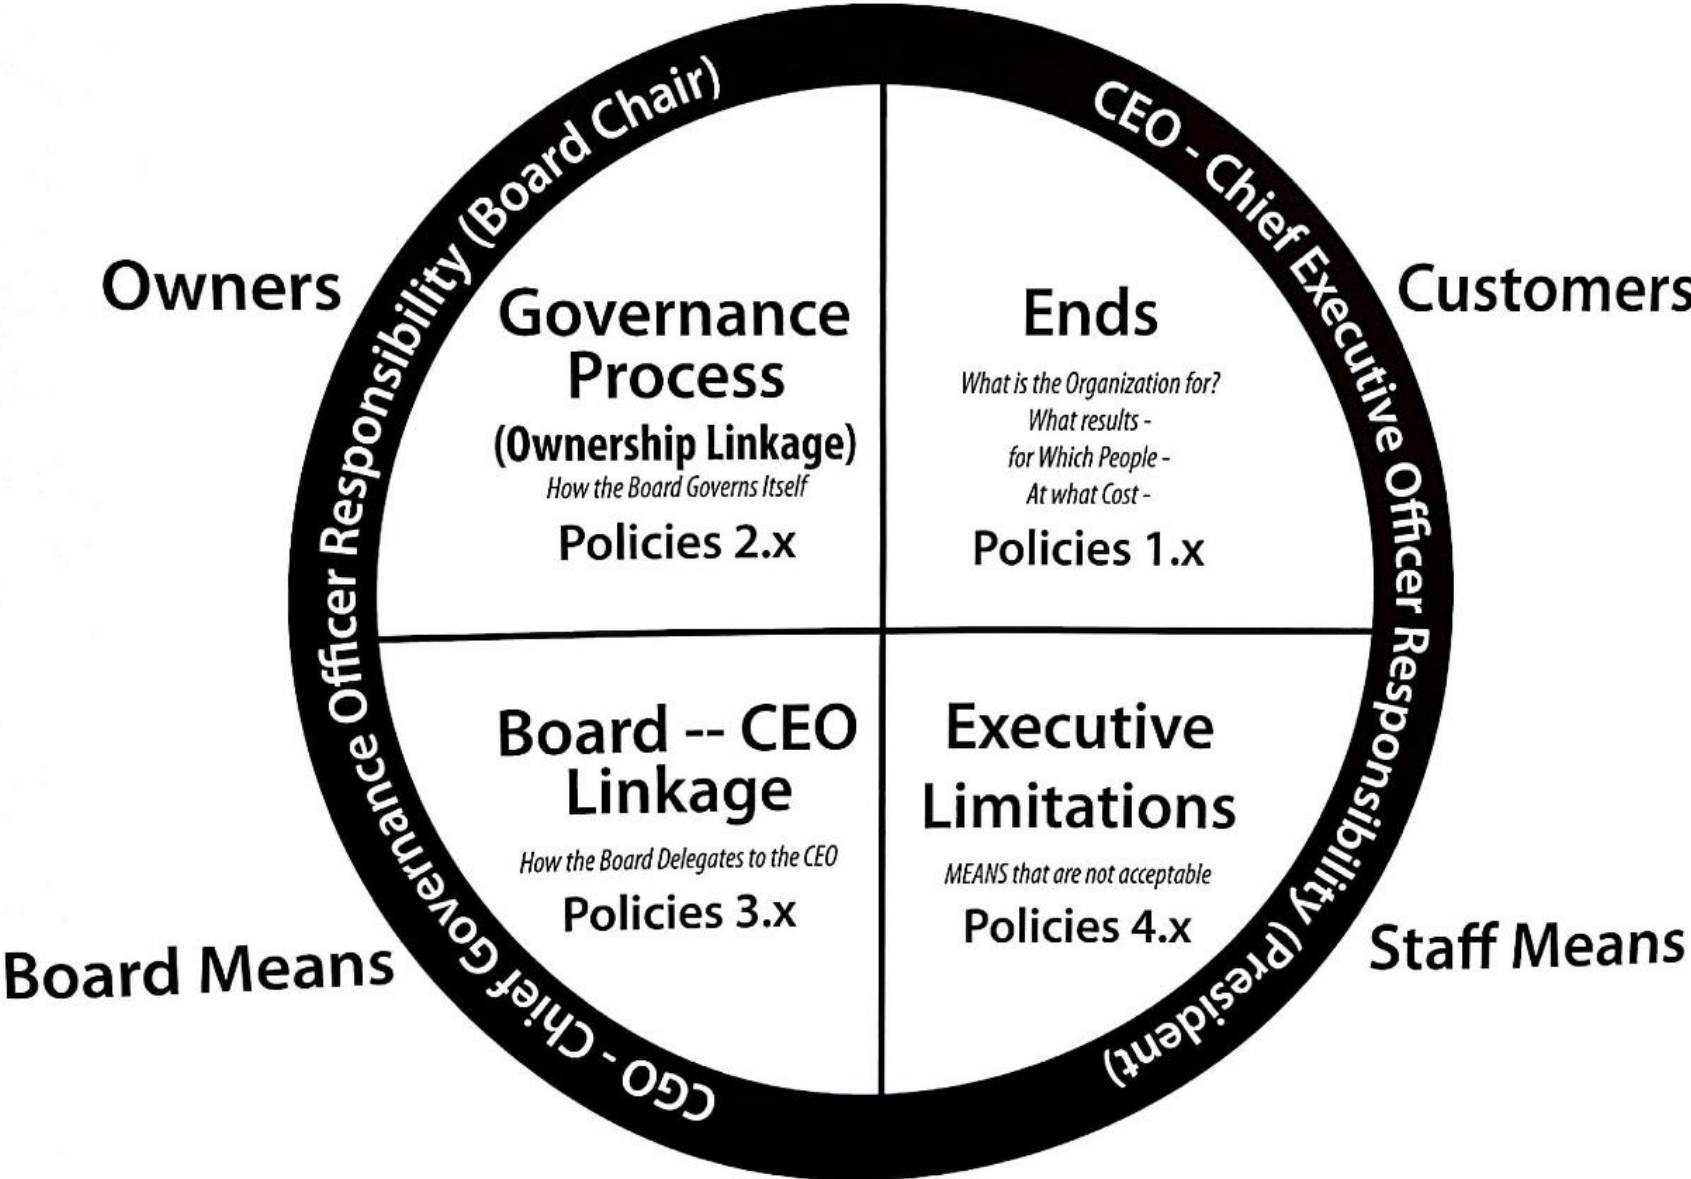 CGO - Chief Governance Officer Responsibility (Board Chair)
CEO - Chief Executive Officer Responsibility (President)
Owners
Customers
Governance
Process
(Ownership Linkage)
How the Board Governs Itself
Policies 2.x
Ends
What is the Organization for?
What results -
for Which People -
At what Cost -
Policies 1.x
Board -- CEO
Linkage
How the Board Delegates to the CEO
Policies 3.x
Executive
Limitations
MEANS that are not acceptable
Policies 4.x
Board Means
Staff Means